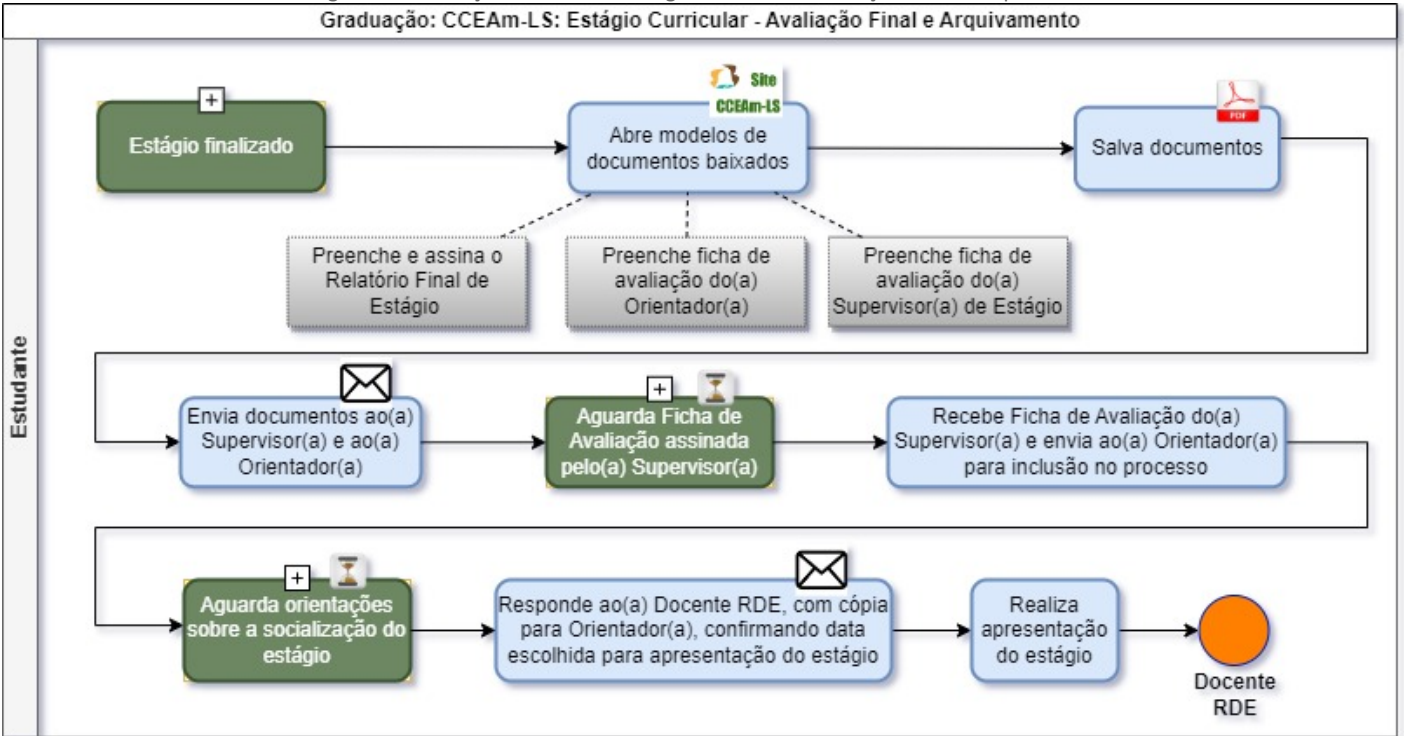 Graduação: CCEAm-LS: Estágio Curricular - Avaliação Final e Arquivamento
Estudante
Estágio finalizado
Site
CCEAm-LS
Abre modelos de
documentos baixados
PDF
Salva documentos
Preenche e assina o
Relatório Final de
Estágio
Preenche ficha de
avaliação do(a)
Orientador(a)
Preenche ficha de
avaliação do(a)
Supervisor(a) de Estágio
Envia documentos ao(a)
Supervisor(a) e ao(a)
Orientador(a)
Aguarda Ficha de
Avaliação assinada
pelo(a) Supervisor(a)
Recebe Ficha de Avaliação do(a)
Supervisor(a) e envia ao(a) Orientador(a)
para inclusão no processo
Aguarda orientações
sobre a socialização do
estágio
Responde ao(a) Docente RDE, com cópia
para Orientador(a), confirmando data
escolhida para apresentação do estágio
Realiza
apresentação
do estágio
Docente
RDE